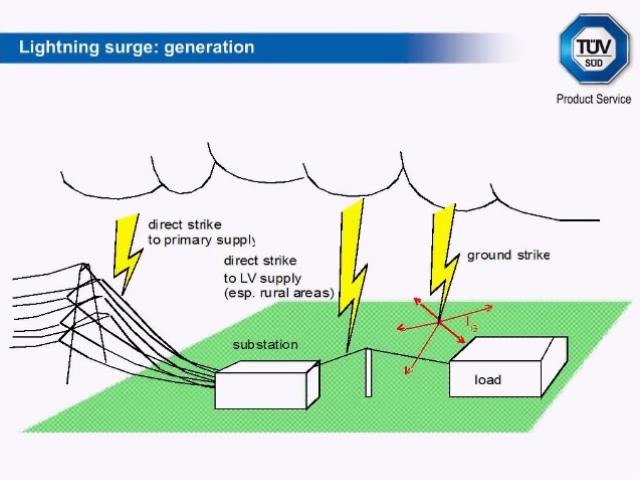 Lightning surge: generation
TÜV
SÜD
Product Service
direct strike
to primary supply
direct strike
to LV supply
(esp. rural areas)
ground strike
IG
substation
load